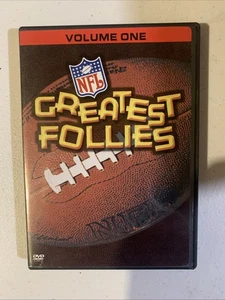 VOLUME ONE
NFL
GREATEST
FOLLIES
DVD